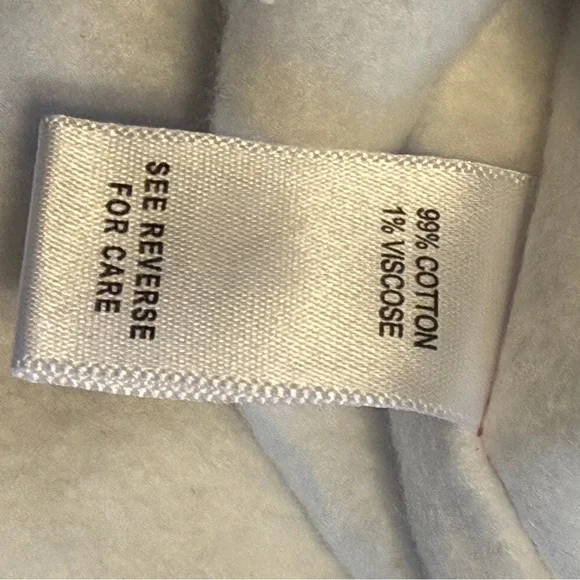 99% COTTON
1% VISCOSE
SEE REVERSE
FOR CARE